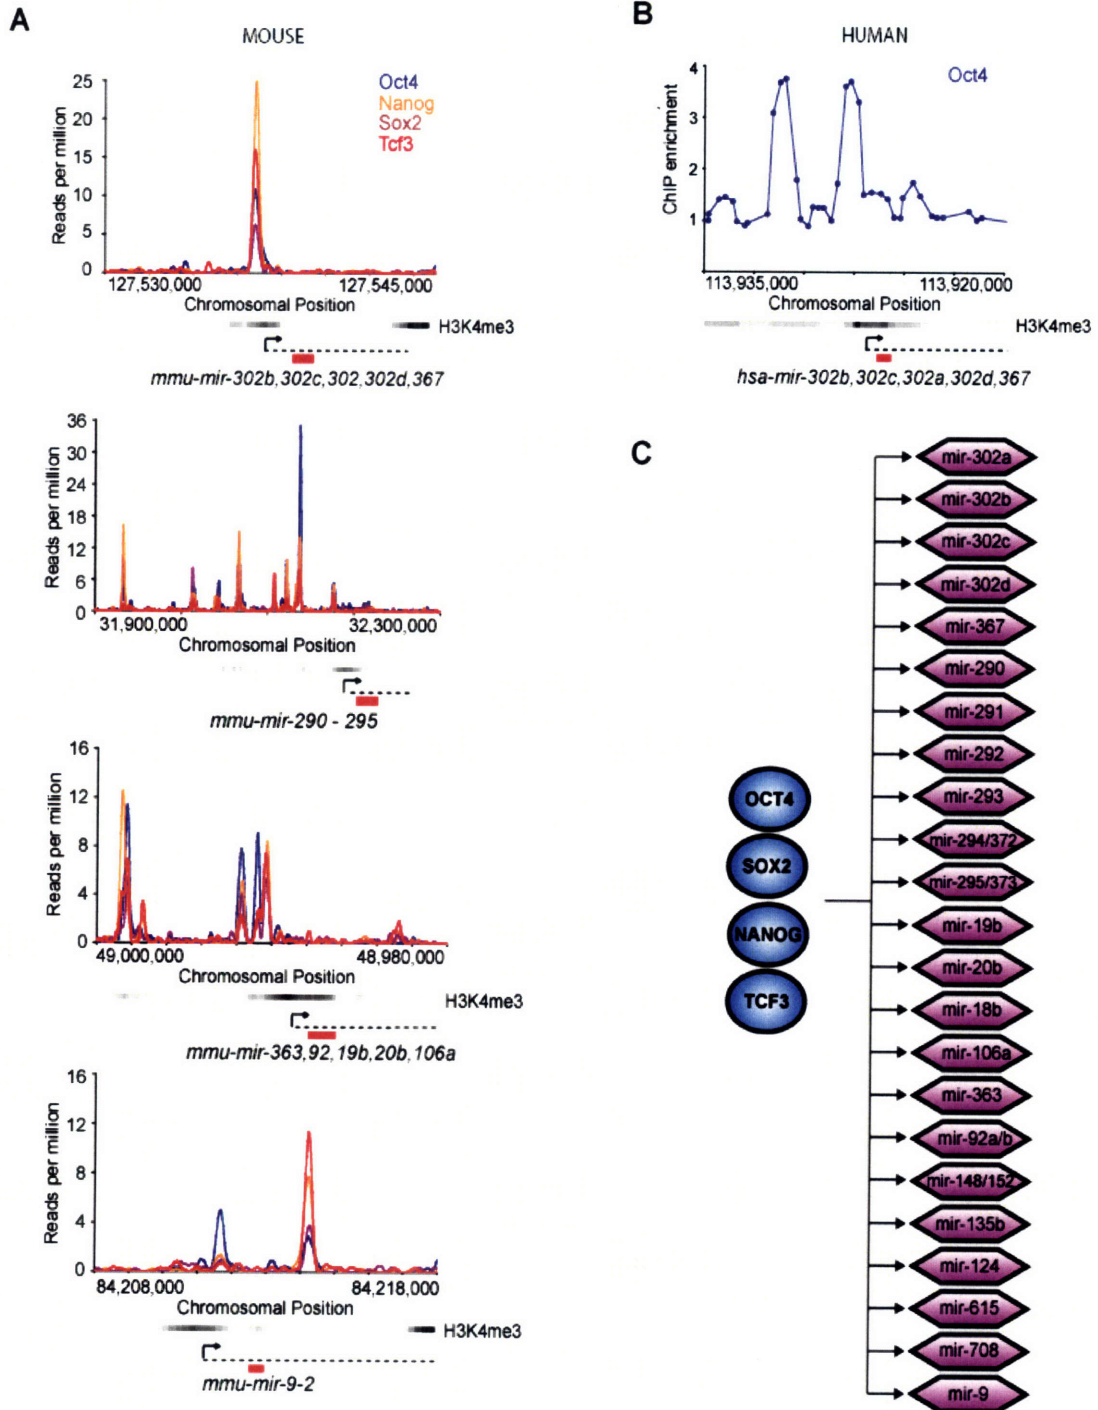 A
MOUSE
25
20
15
10
5
0
Reads per million
Oct4
Nanog
Sox2
Tcf3
127,530,000
127,545,000
Chromosomal Position
H3K4me3
mmu-mir-302b,302c,302,302d,367
36
30
24
18
12
6
0
Reads per million
31,900,000
32,300,000
Chromosomal Position
mmu-mir-290 - 295
16
12
8
4
0
Reads per million
49,000,000
48,980,000
Chromosomal Position
H3K4me3
mmu-mir-363,92,19b,20b,106a
16
12
8
4
0
Reads per million
84,208,000
84,218,000
Chromosomal Position
H3K4me3
mmu-mir-9-2
B
HUMAN
4
3
2
1
ChIP enrichment
Oct4
113,935,000
113,920,000
Chromosomal Position
H3K4me3
hsa-mir-302b,302c,302a,302d,367
C
OCT4
SOX2
NANOG
TCF3
mir-302a
mir-302b
mir-302c
mir-302d
mir-367
mir-290
mir-291
mir-292
mir-293
mir-294/372
mir-295/373
mir-19b
mir-20b
mir-18b
mir-106a
mir-363
mir-92a/b
mir-148/152
mir-135b
mir-124
mir-615
mir-708
mir-9